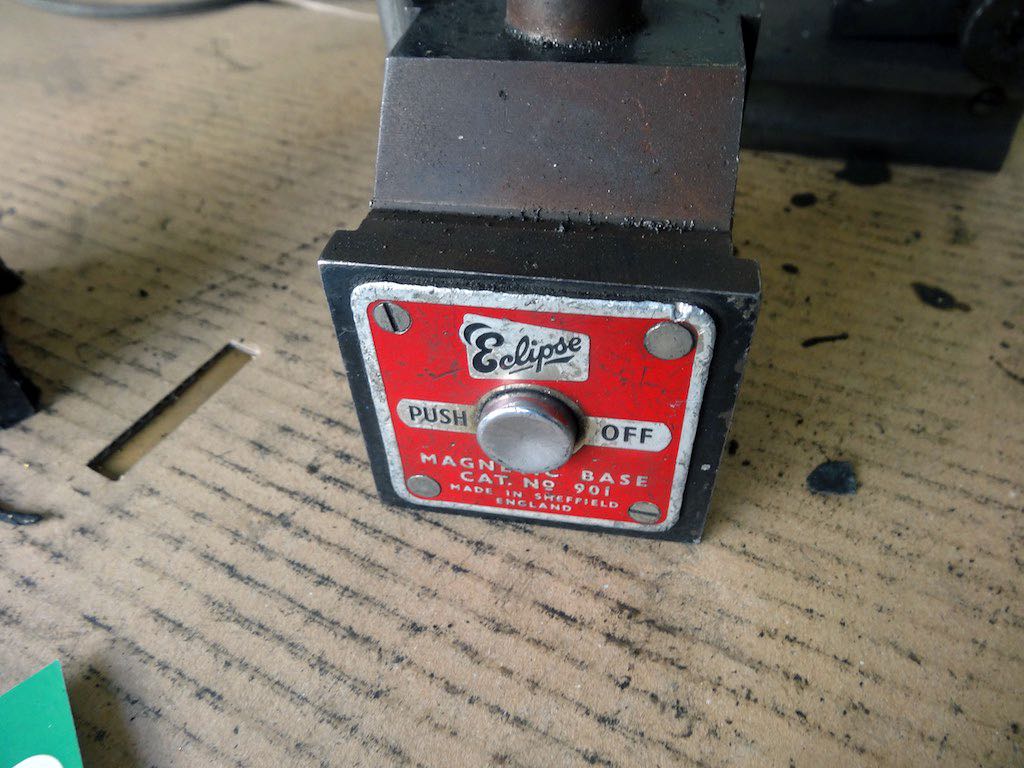 Eclipse
PUSH OFF
MAGNETIC BASE
CAT. NO 901
MADE IN SHEFFIELD
ENGLAND